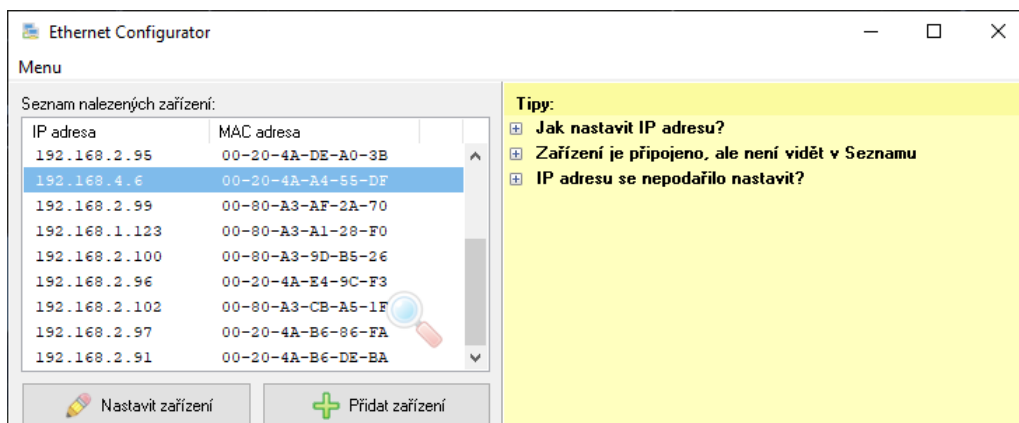 Ethernet Configurator
Menu
Seznam nalezených zařízení:
IP adresa MAC adresa
192.168.2.95 00-20-4A-DE-A0-3B
192.168.4.6 00-20-4A-A4-55-DF
192.168.2.99 00-80-A3-AF-2A-70
192.168.1.123 00-80-A3-A1-28-F0
192.168.2.100 00-80-A3-9D-B5-26
192.168.2.96 00-20-4A-E4-9C-F3
192.168.2.102 00-80-A3-CB-A5-1F
192.168.2.97 00-20-4A-B6-86-FA
192.168.2.91 00-20-4A-B6-DE-BA
Nastavit zařízení
Přidat zařízení
Tipy:
Jak nastavit IP adresu?
Zařízení je připojeno, ale není vidět v Seznamu
IP adresu se nepodařilo nastavit?